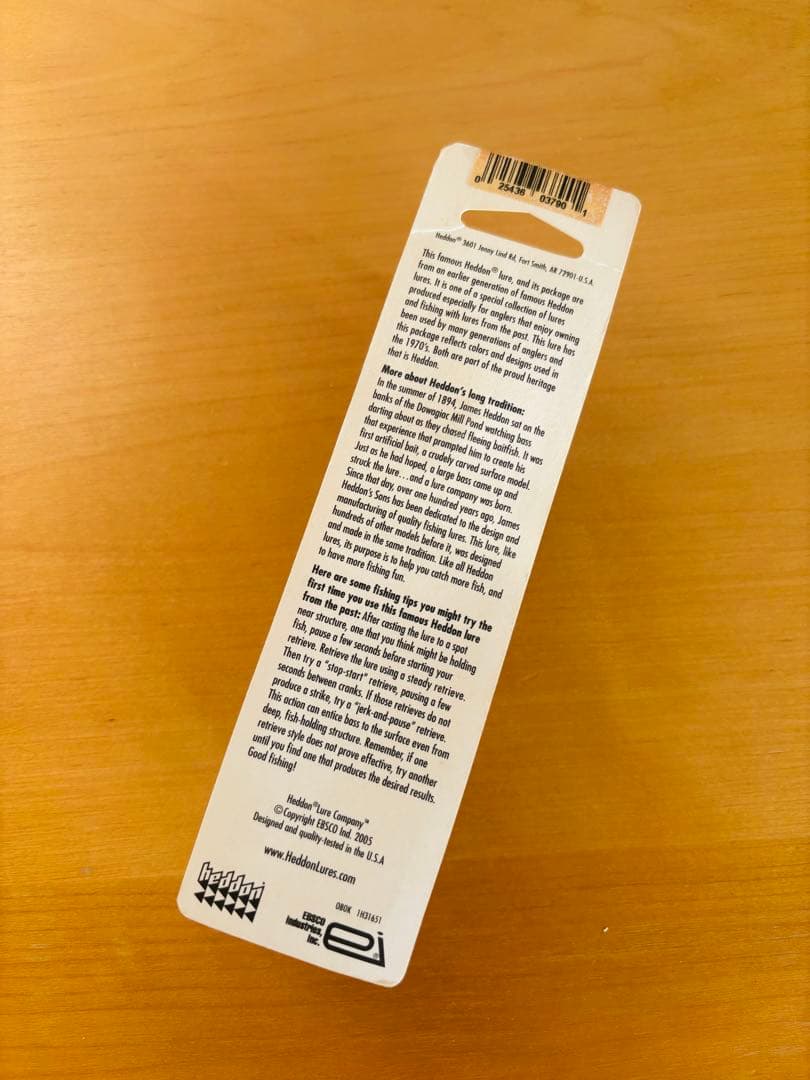 0 25436 03790 1
Heddon® 3601 Jenny Lind Rd, Fort Smith, AR 72901-U.S.A.
This famous Heddon® lure, and its package are
from an earlier generation of famous Heddon
lures. It is one of a special collection of lures
produced especially for anglers that enjoy owning
and fishing with lures from the past. This lure has
been used by many generations of anglers and
this package reflects colors and designs used in
the 1970's. Both are part of the proud heritage
that is Heddon.
More about Heddon's long tradition:
In the summer of 1894, James Heddon sat on the
banks of the Dowagiac Mill Pond watching bass
darting about as they chased fleeing baitfish. It was
that experience that prompted him to create his
first artificial bait, a crudely carved surface model.
Just as he had hoped, a large bass came up and
struck the lure...and a lure company was born.
Since that day, over one hundred years ago, James
Heddon's Sons has been dedicated to the design and
manufacturing of quality fishing lures. This lure, like
hundreds of other models before it, was designed
and made in the same tradition. Like all Heddon
lures, its purpose is to help you catch more fish, and
to have more fishing fun.
Here are some fishing tips you might try the
first time you use this famous Heddon lure
from the past: After casting the lure to a spot
near structure, one that you think might be holding
fish, pause a few seconds before starting your
retrieve. Retrieve the lure using a steady retrieve.
Then try a "stop-start" retrieve, pausing a few
seconds between cranks. If those retrieves do not
produce a strike, try a "jerk-and-pause" retrieve.
This action can entice bass to the surface even from
deep, fish-holding structure. Remember, if one
retrieve style does not prove effective, try another
until you find one that produces the desired results.
Good fishing!
Heddon® Lure Company™
©Copyright EBSCO Ind. 2005
Designed and quality-tested in the U.S.A
www.HeddonLures.com
OBOK 1H31651
heddon
EBSCO
Industries,
Inc.
ei®